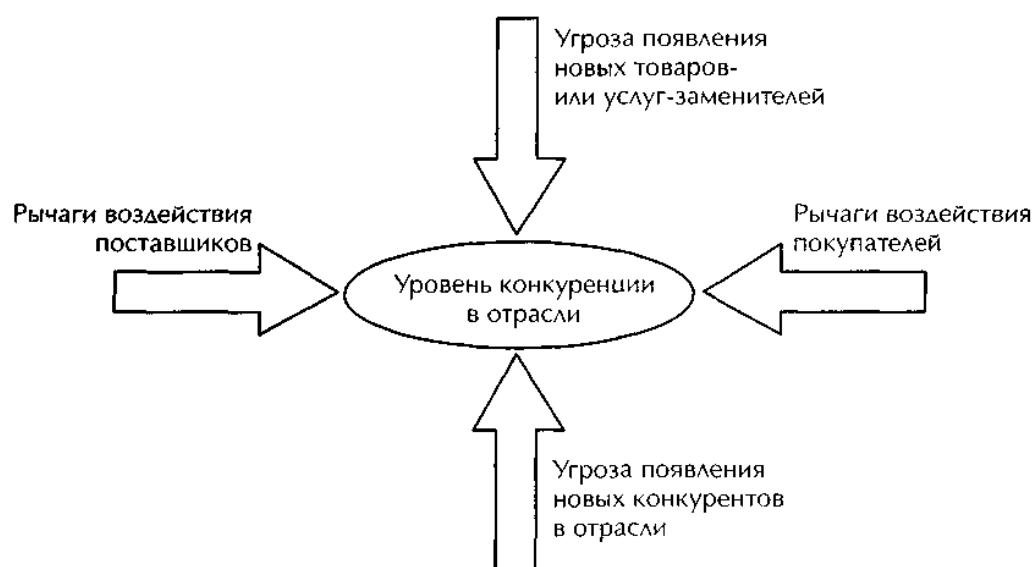 Угроза появления
новых товаров-
или услуг-заменителей
Рычаги воздействия
поставщиков
Рычаги воздействия
покупателей
Уровень конкуренции
в отрасли
Угроза появления
новых конкурентов
в отрасли